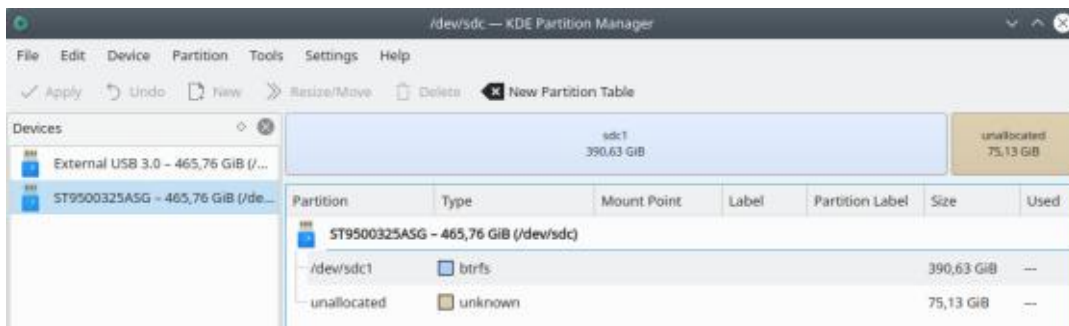 /dev/sdc — KDE Partition Manager
File Edit Device Partition Tools Settings Help
Apply Undo New Resize/Move Delete New Partition Table
Devices
External USB 3.0 – 465,76 GiB (/...
ST9500325ASG – 465,76 GiB (/de...
sdc1
390,63 GiB
unallocated
75,13 GiB
Partition Type Mount Point Label Partition Label Size Used
ST9500325ASG – 465,76 GiB (/dev/sdc)
/dev/sdc1 btrfs 390,63 GiB ---
unallocated unknown 75,13 GiB ---